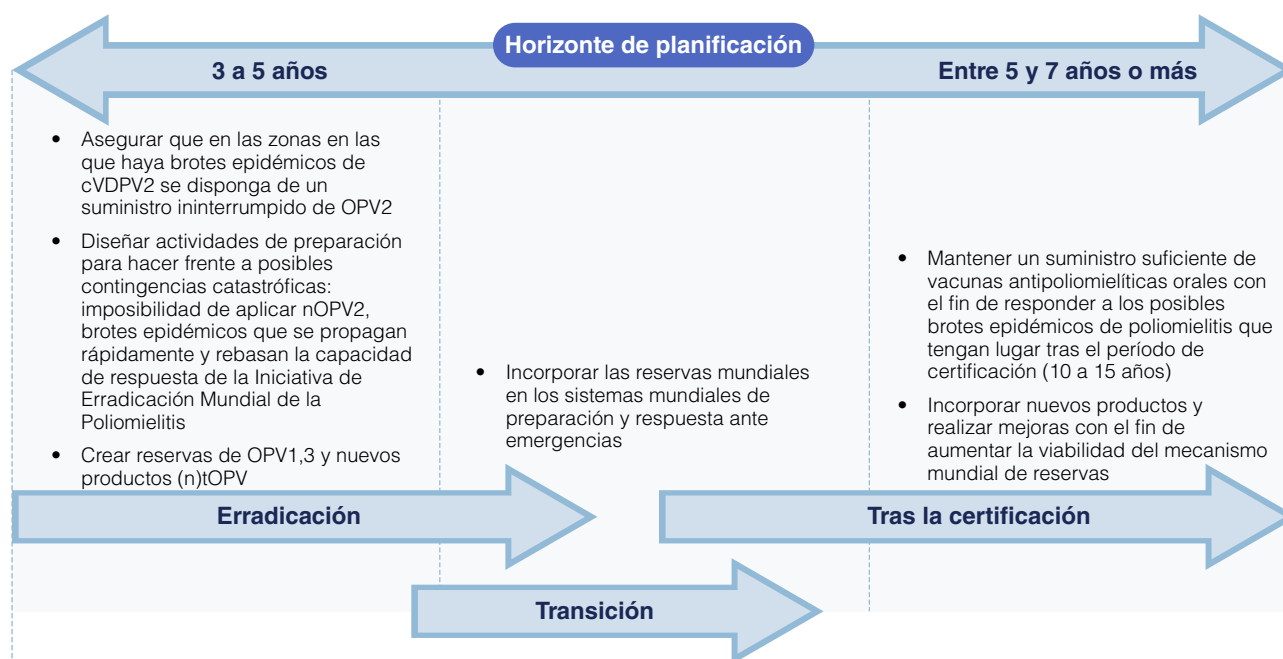 Horizonte de planificación
3 a 5 años
Entre 5 y 7 años o más
• Asegurar que en las zonas en las
que haya brotes epidémicos de
cVDPV2 se disponga de un
suministro ininterrumpido de OPV2
• Diseñar actividades de preparación
para hacer frente a posibles
contingencias catastróficas:
imposibilidad de aplicar nOPV2,
brotes epidémicos que se propagan
rápidamente y rebasan la capacidad
de respuesta de la Iniciativa de
Erradicación Mundial de la
Poliomielitis
• Crear reservas de OPV1,3 y nuevos
productos (n)tOPV
• Incorporar las reservas mundiales
en los sistemas mundiales de
preparación y respuesta ante
emergencias
• Mantener un suministro suficiente de
vacunas antipoliomielíticas orales con
el fin de responder a los posibles
brotes epidémicos de poliomielitis que
tengan lugar tras el período de
certificación (10 a 15 años)
• Incorporar nuevos productos y
realizar mejoras con el fin de
aumentar la viabilidad del mecanismo
mundial de reservas
Erradicación
Tras la certificación
Transición